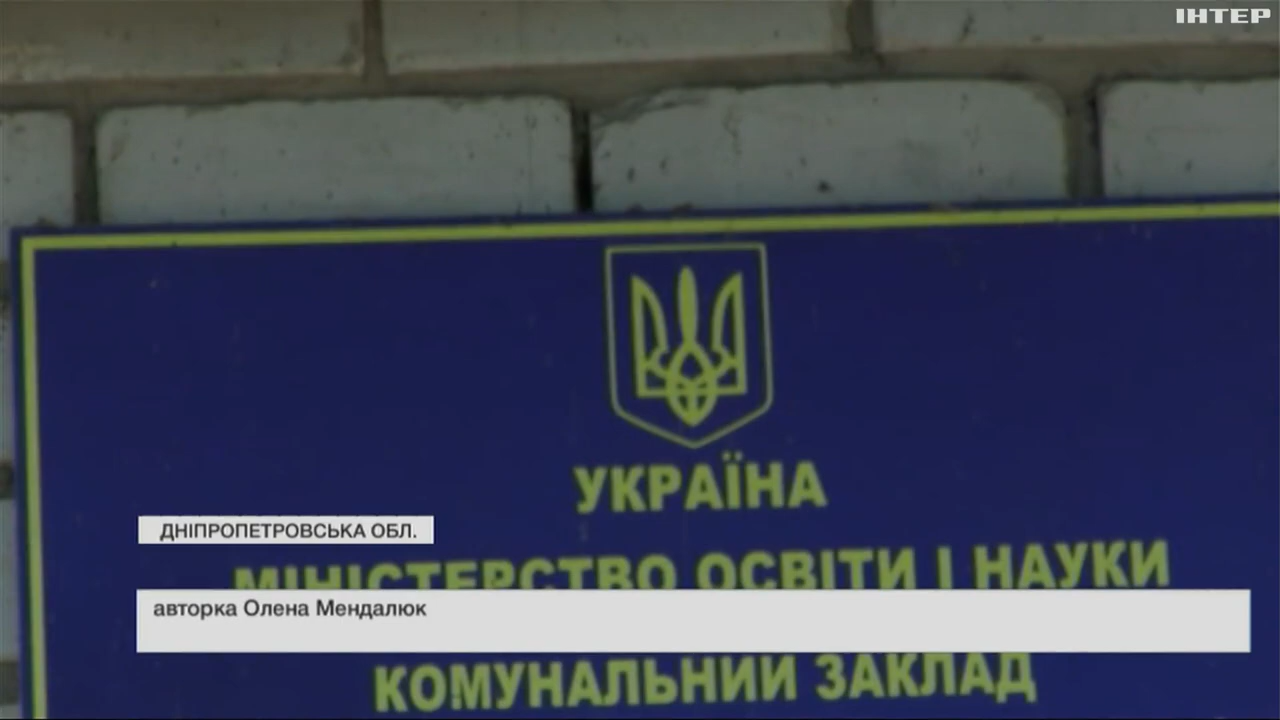 ІНТЕР
УКРАЇНА
ДНІПРОПЕТРОВСЬКА ОБЛ.
МІНІСТЕРСТВО ОСВІТИ І НАУКИ
авторка Олена Мендалюк
КОМУНАЛЬНИЙ ЗАКЛАД